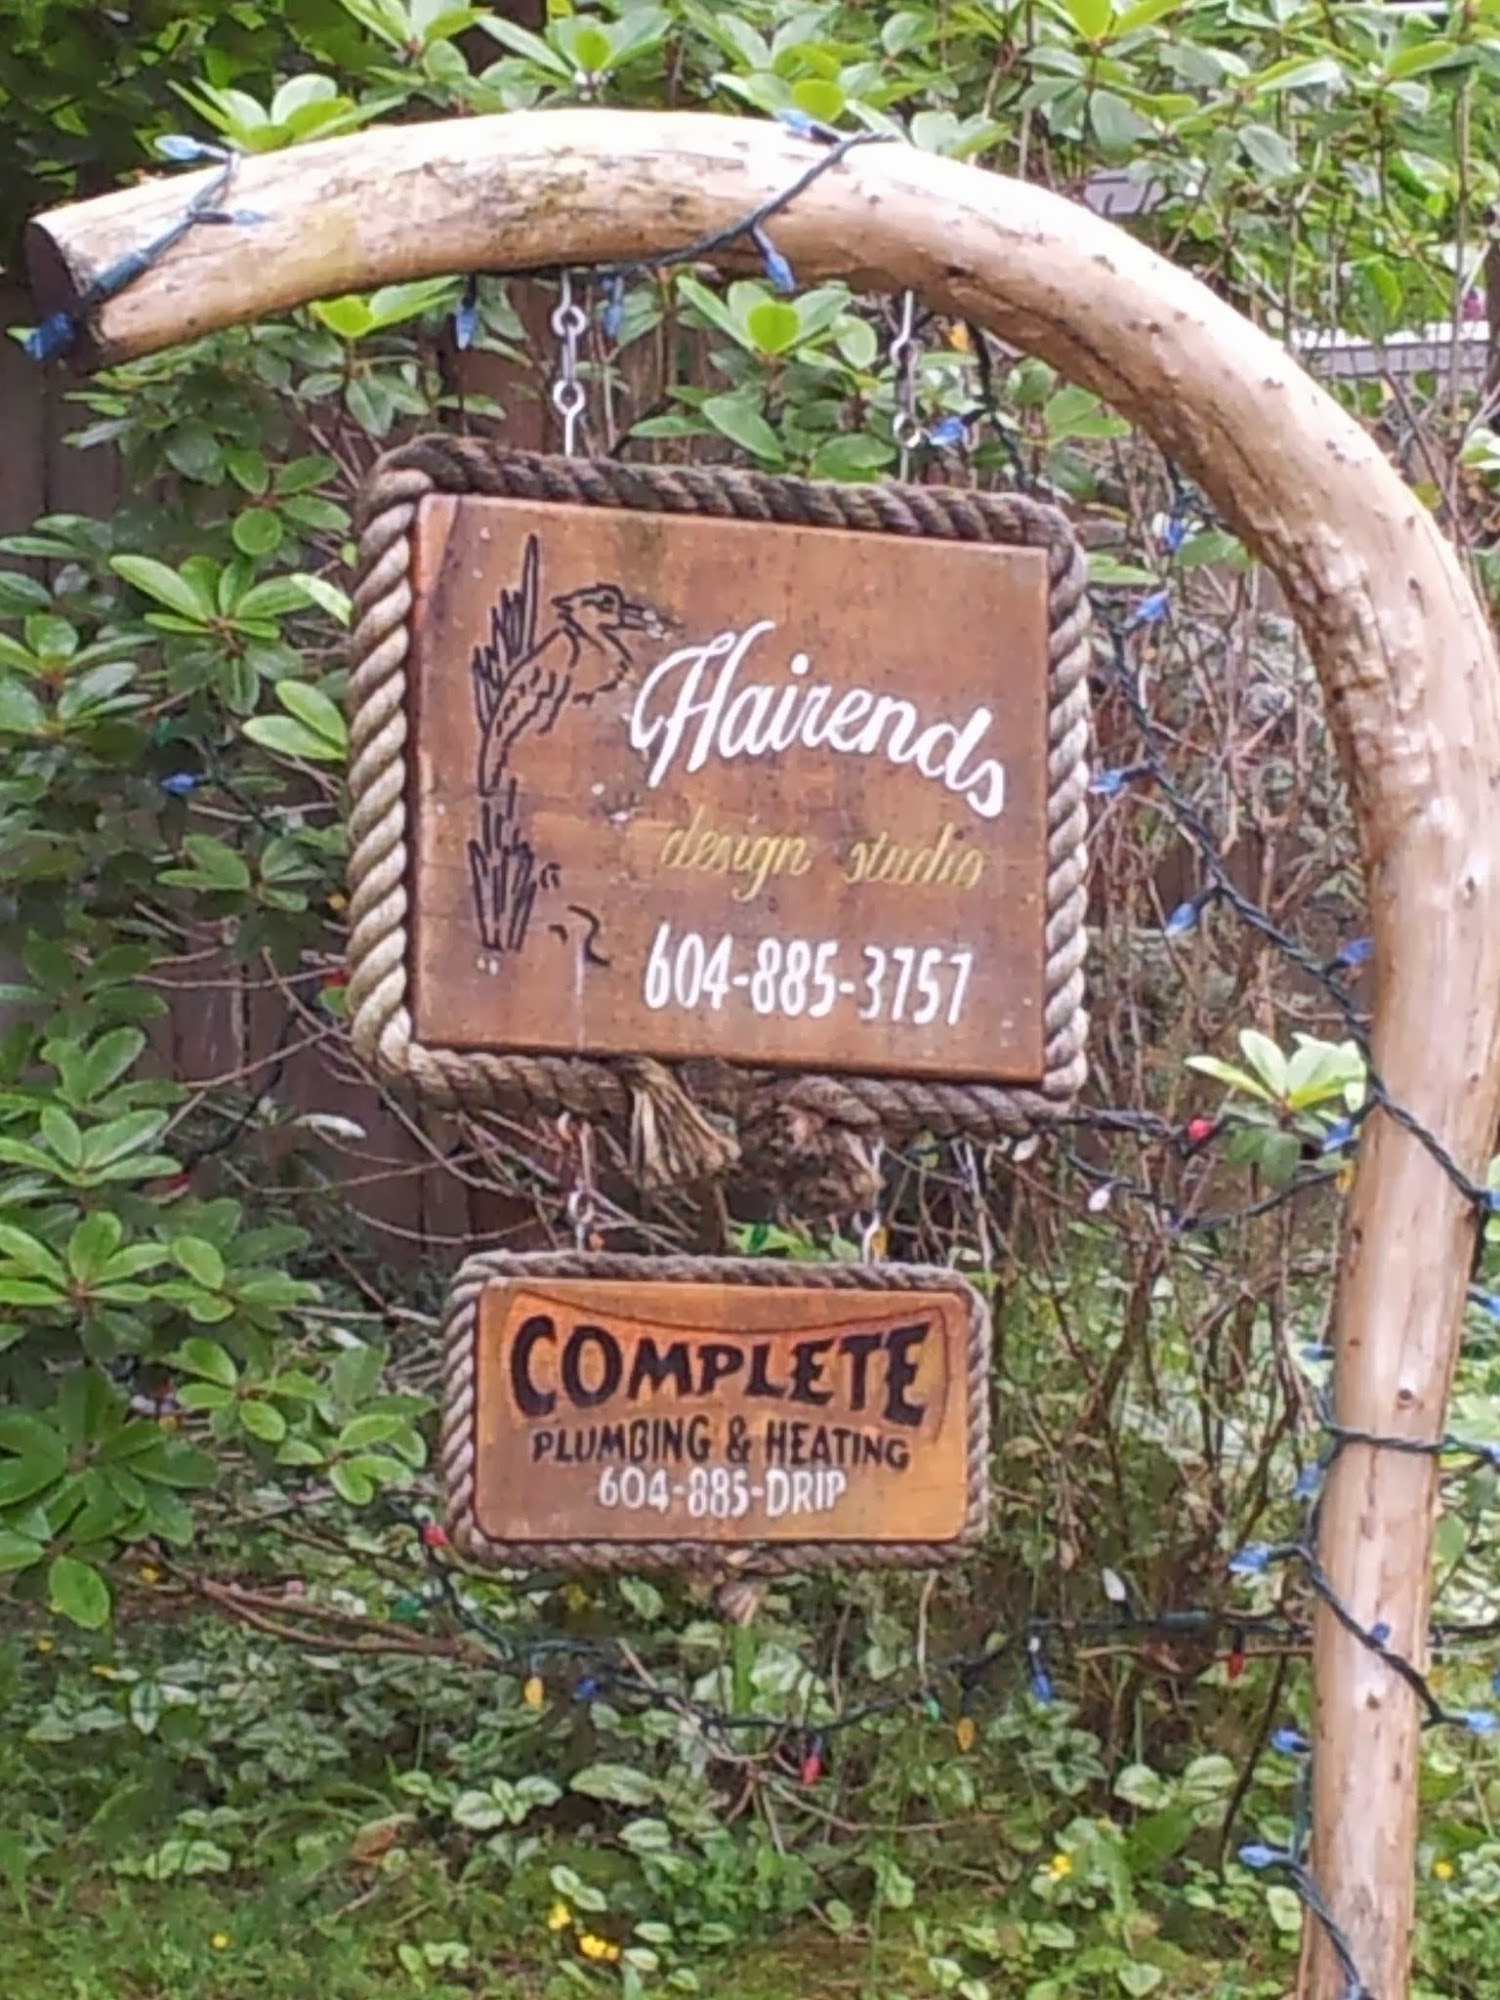 Hairends
design studio
604-885-3757
COMPLETE
PLUMBING & HEATING
604-885-DRIP